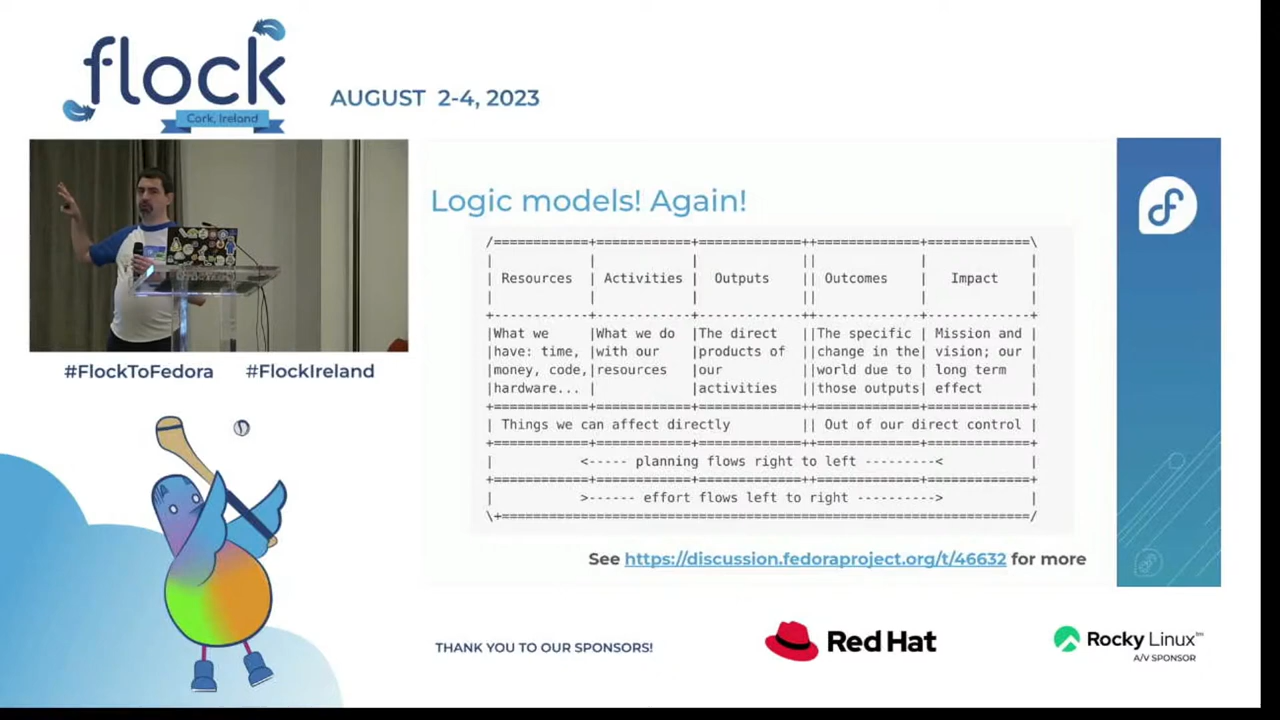 flock
Cork, Ireland
AUGUST 2-4, 2023
#FlockToFedora #FlockIreland
Logic models! Again!
/============+============+============++============+=============\
| | | || | |
| Resources | Activities | Outputs || Outcomes | Impact |
| | | || | |
+------------+------------+------------++------------+-------------+
|What we |What we do |The direct ||The specific | Mission and |
|have: time, |with our |products of ||change in the| vision; our |
|money, code,|resources |our ||world due to | long term |
|hardware... | |activities ||those outputs| effect |
+============+============+============++============+=============+
| Things we can affect directly || Out of our direct control |
+============+============+============++============+=============+
| <----- planning flows right to left ---------< |
+============+============+============++============+=============+
| >------ effort flows left to right ----------> |
\+=================================================================/
See https://discussion.fedoraproject.org/t/46632 for more
THANK YOU TO OUR SPONSORS!
Red Hat
Rocky Linux™
A/V SPONSOR